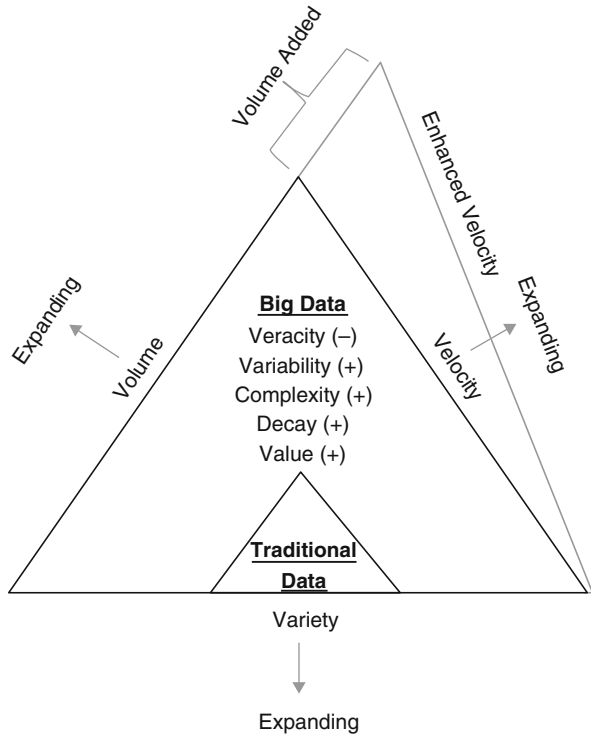 Volume Added
Enhanced Velocity
Expanding
Volume
Big Data
Veracity (–)
Variability (+)
Complexity (+)
Decay (+)
Value (+)
Velocity
Expanding
Traditional
Data
Variety
Expanding